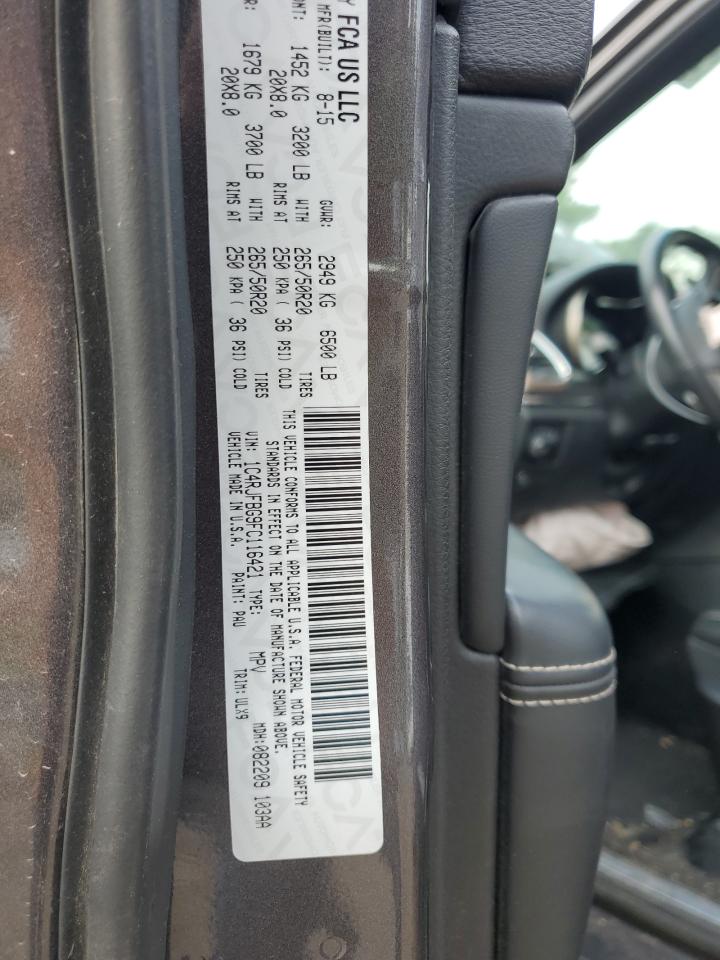 FCA US LLC
MFR(BUILT): 8-15 GVWR: 2949 KG 6500 LB
1452 KG 3200 LB WITH 265/50R20 TIRES
20X8.0 RIMS AT 250 KPA ( 36 PSI) COLD
1679 KG 3700 LB WITH 265/50R20 TIRES
20X8.0 RIMS AT 250 KPA ( 36 PSI) COLD
THIS VEHICLE CONFORMS TO ALL APPLICABLE U.S.A. FEDERAL MOTOR VEHICLE SAFETY
STANDARDS IN EFFECT ON THE DATE OF MANUFACTURE SHOWN ABOVE.
VIN: 1C4RJFBG9FC116421 TYPE: MPV MDH:082209 103AA
VEHICLE MADE IN U.S.A. PAINT: PAU TRIM:ULX9